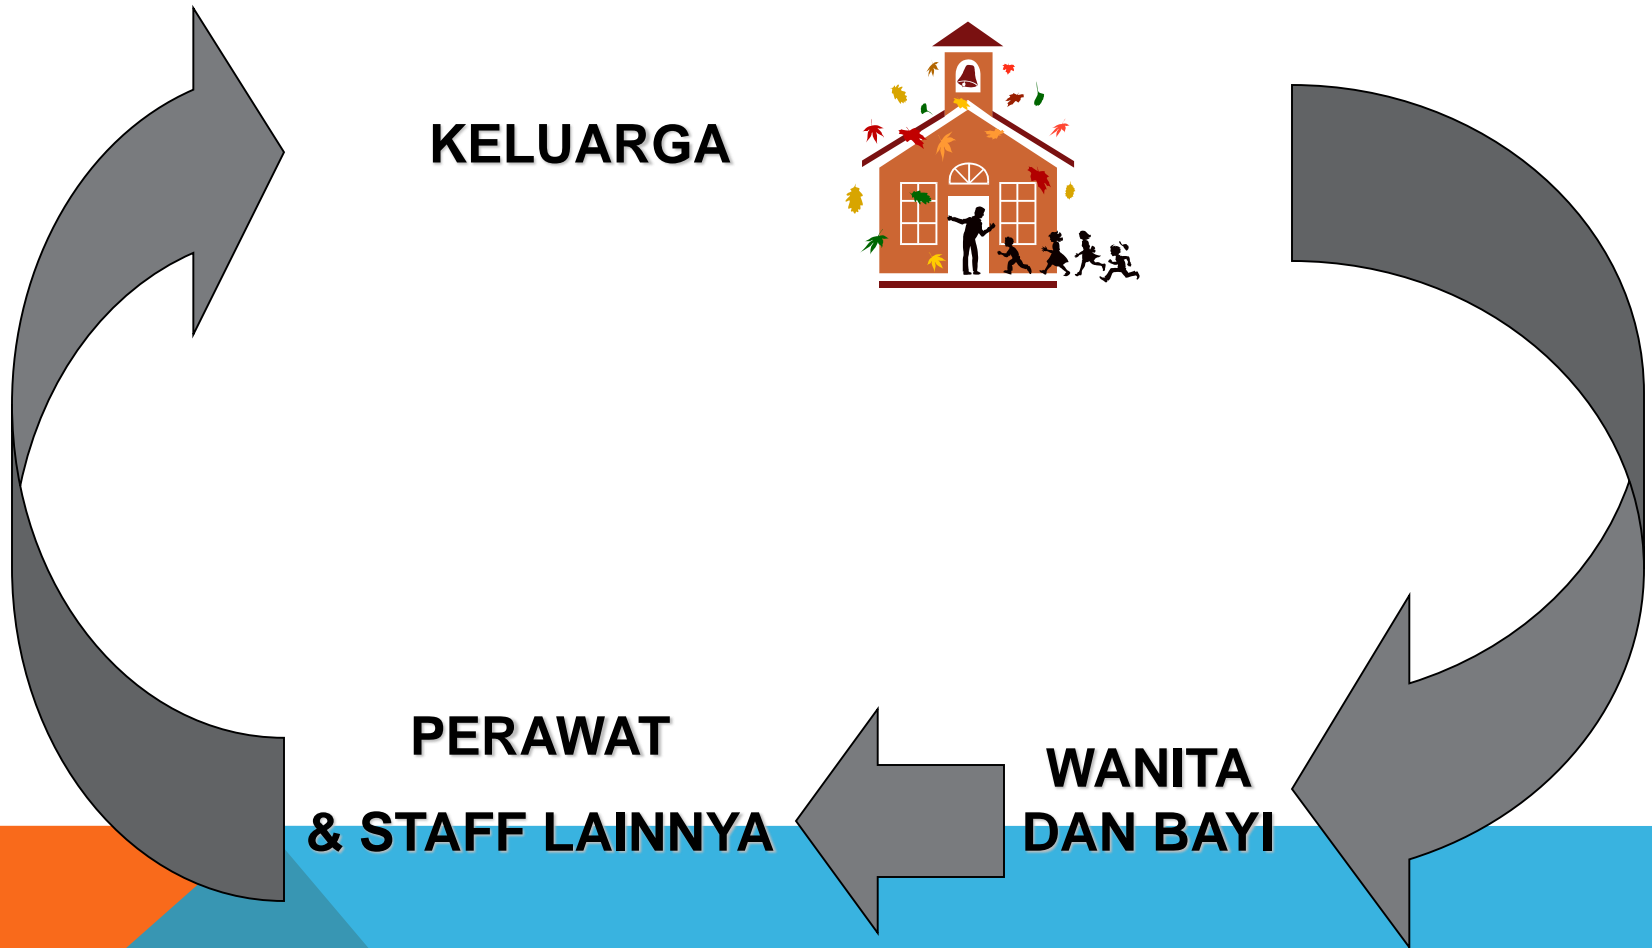 KELUARGA
PERAWAT
& STAFF LAINNYA
WANITA
DAN BAYI